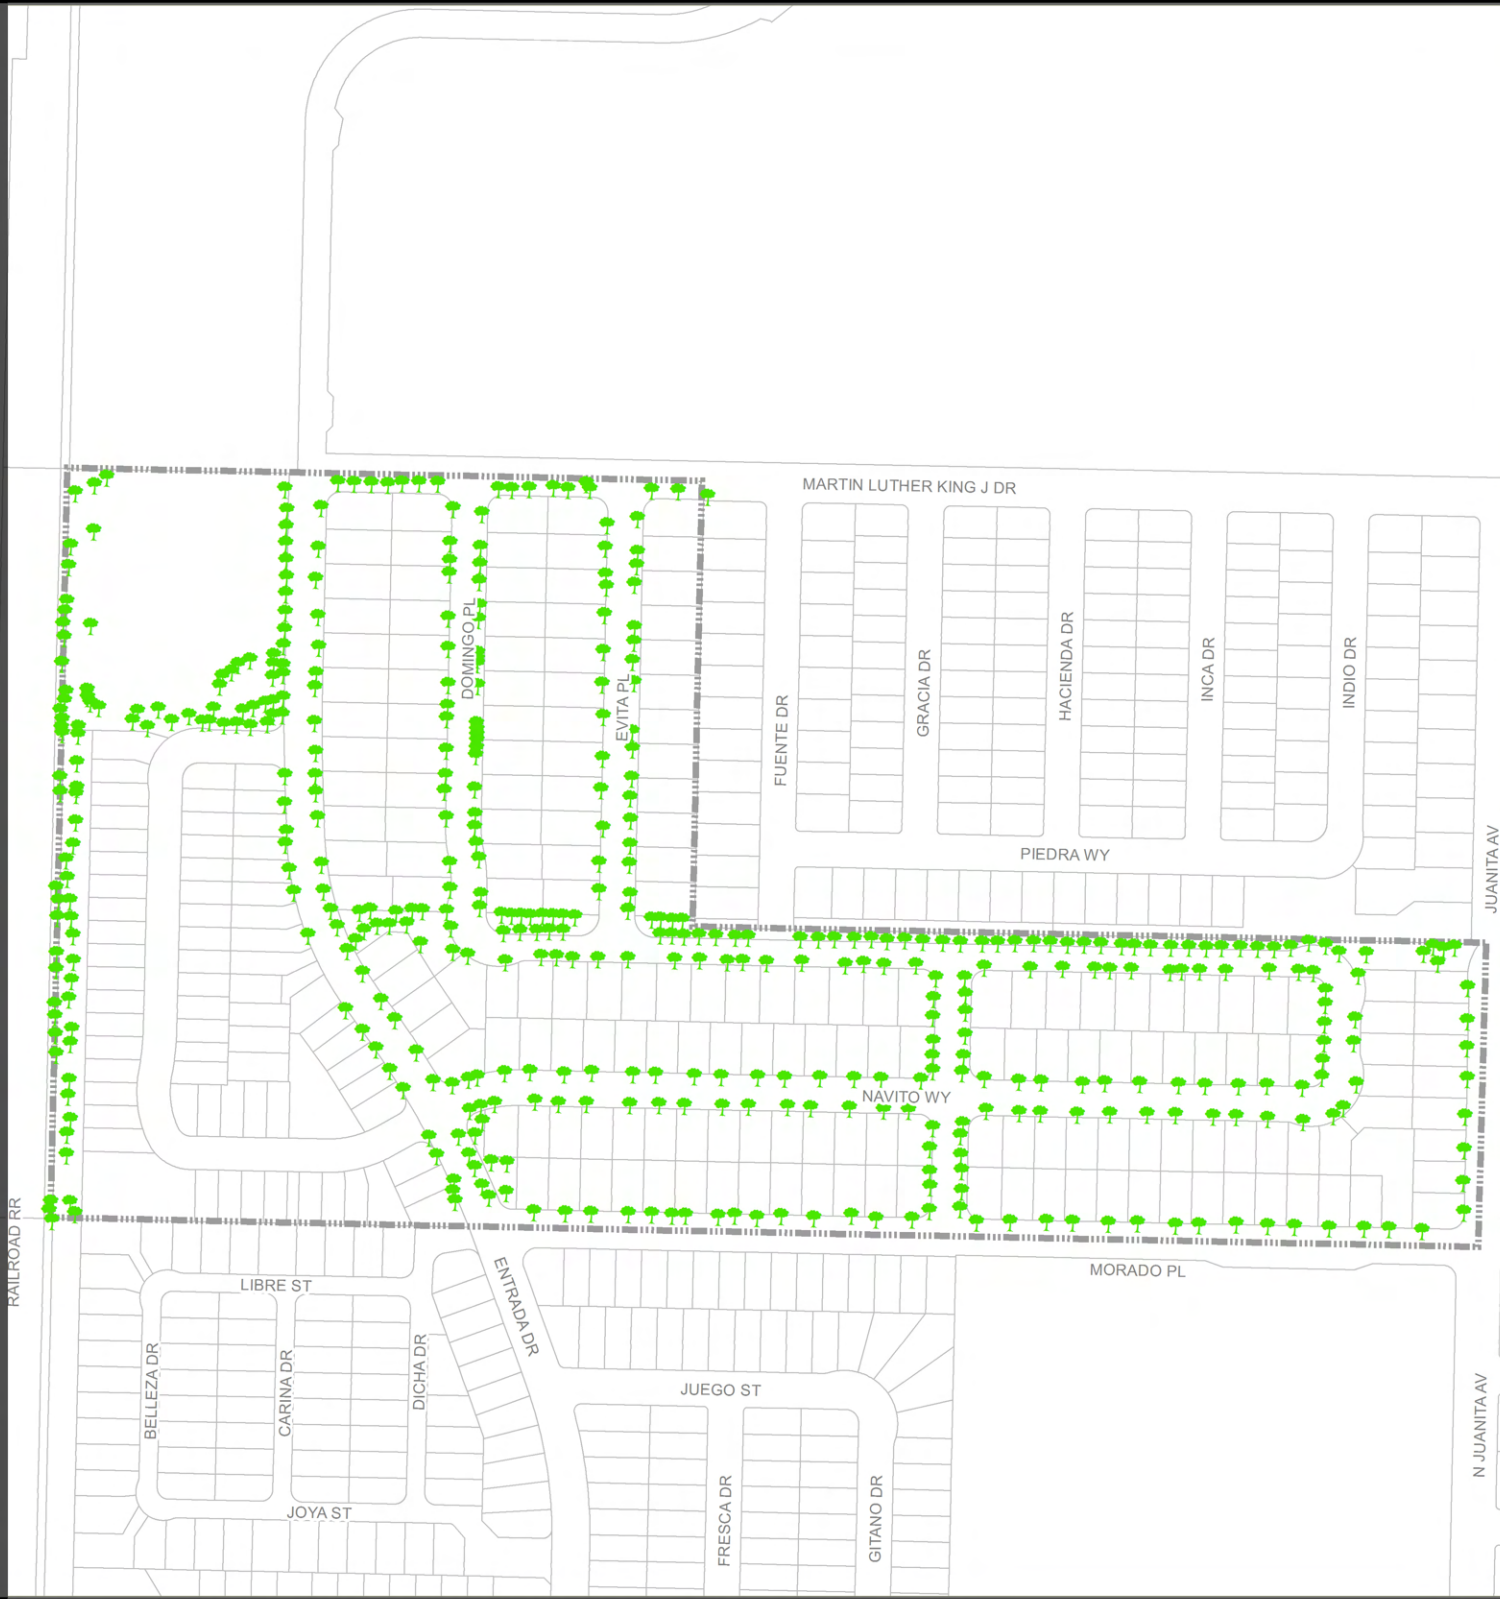 MARTIN LUTHER KING J DR
DOMINGO PL
EVITA PL
FUENTE DR
GRACIA DR
HACIENDA DR
INCA DR
INDIO DR
JUANITA AV
PIEDRA WY
NAVITO WY
RAILROAD RR
MORADO PL
LIBRE ST
ENTRADA DR
BELLEZA DR
CARINA DR
DICHA DR
JUEGO ST
N JUANITA AV
JOYA ST
FRESCA DR
GITANO DR